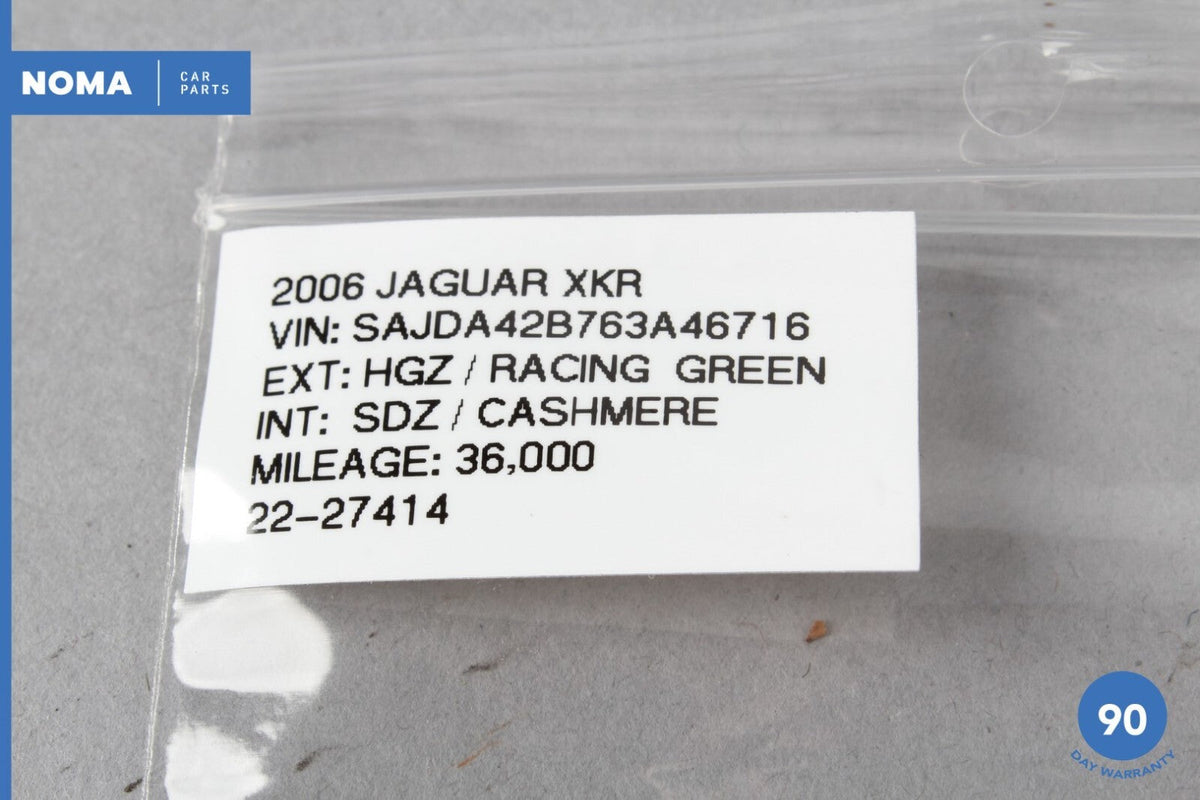 NOMA
CAR
PARTS
2006 JAGUAR XKR
VIN: SAJDA42B763A46716
EXT: HGZ / RACING GREEN
INT: SDZ / CASHMERE
MILEAGE: 36,000
22-27414
90
DAY WARRANTY